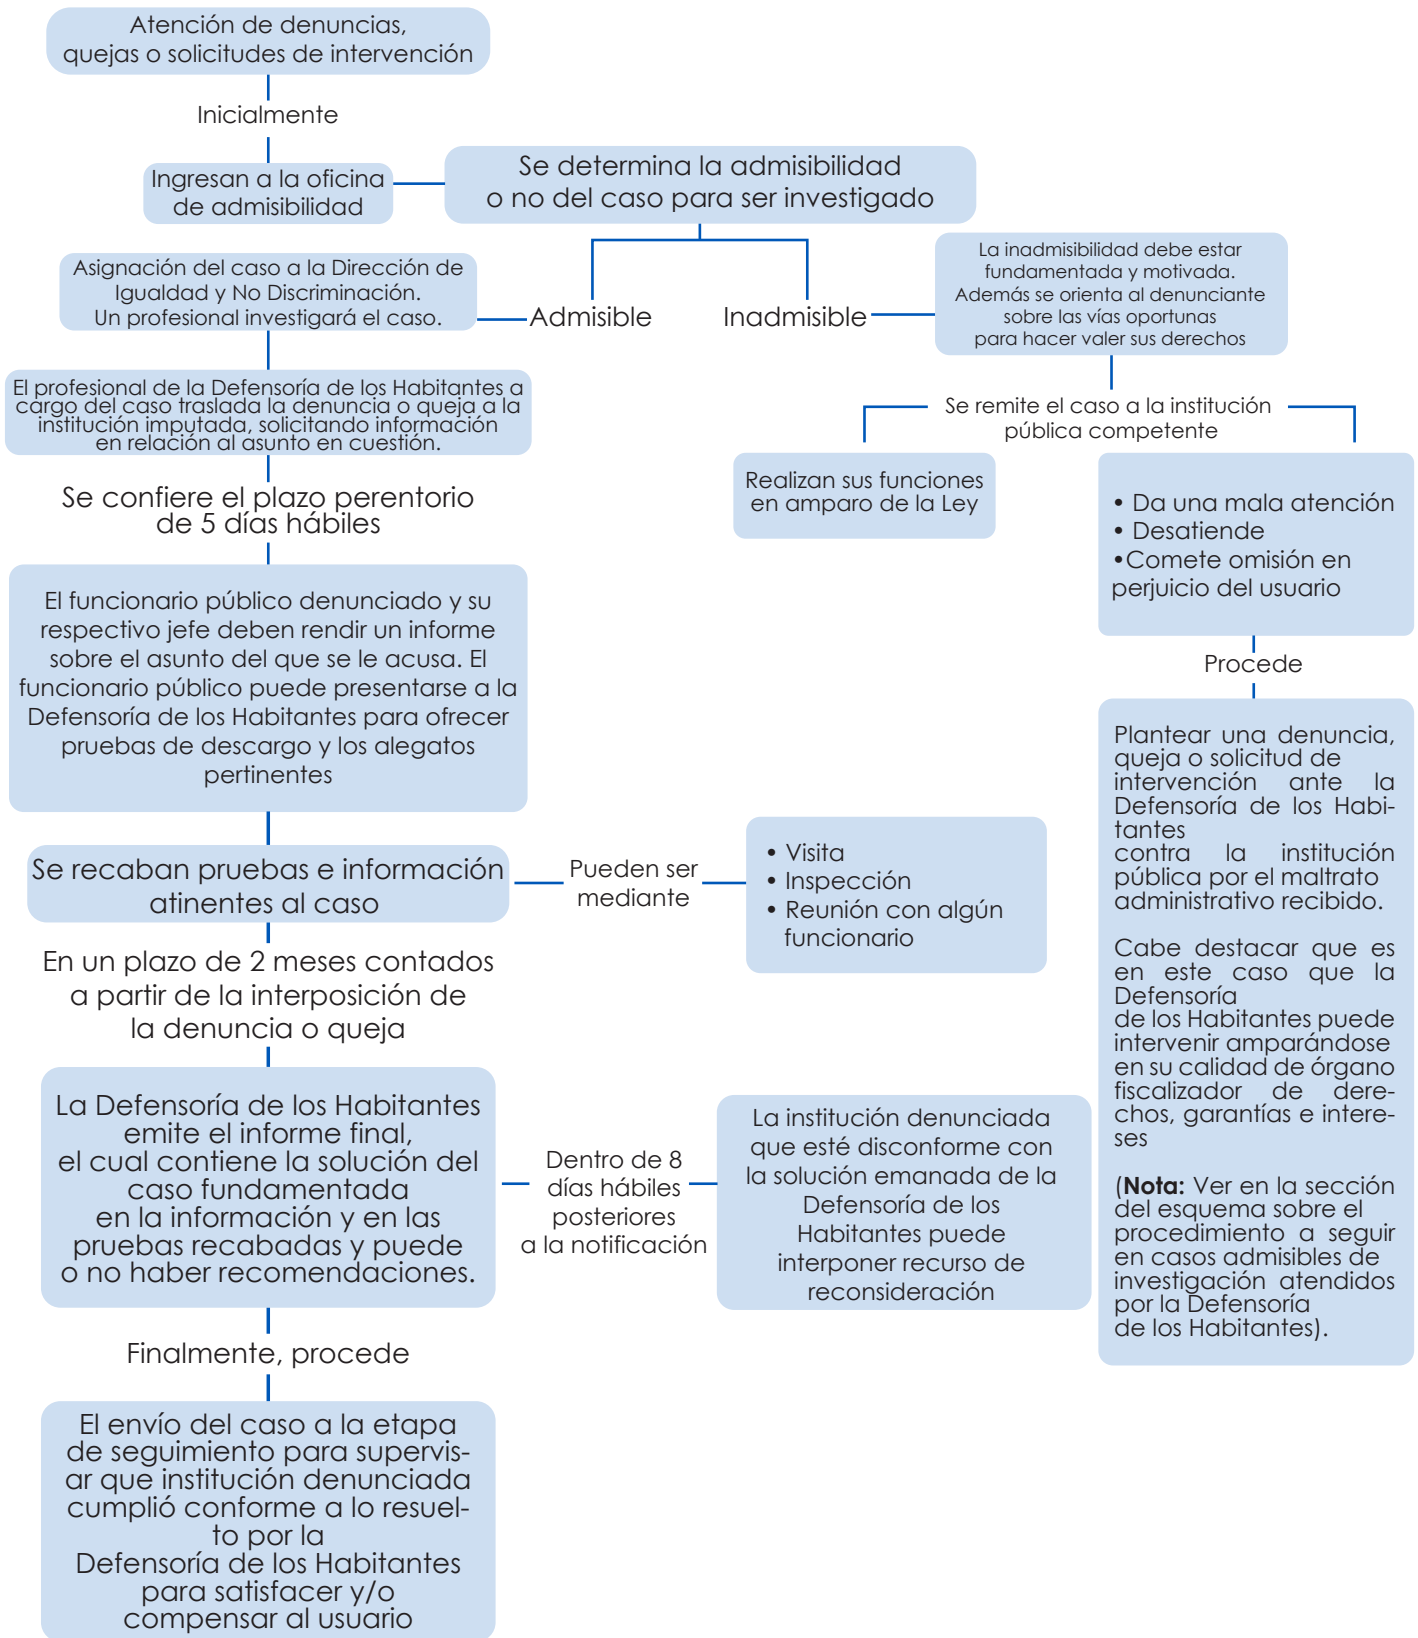 Atención de denuncias,
quejas o solicitudes de intervención
Inicialmente
Ingresan a la oficina
de admisibilidad
Se determina la admisibilidad
o no del caso para ser investigado
Admisible
Inadmisible
Asignación del caso a la Dirección de
Igualdad y No Discriminación.
Un profesional investigará el caso.
La inadmisibilidad debe estar
fundamentada y motivada.
Además se orienta al denunciante
sobre las vías oportunas
para hacer valer sus derechos
El profesional de la Defensoría de los Habitantes a
cargo del caso traslada la denuncia o queja a la
institución imputada, solicitando información
en relación al asunto en cuestión.
Se confiere el plazo perentorio
de 5 días hábiles
El funcionario público denunciado y su
respectivo jefe deben rendir un informe
sobre el asunto del que se le acusa. El
funcionario público puede presentarse a la
Defensoría de los Habitantes para ofrecer
pruebas de descargo y los alegatos
pertinentes
Se recaban pruebas e información
atinentes al caso
Pueden ser
mediante
• Visita
• Inspección
• Reunión con algún
funcionario
En un plazo de 2 meses contados
a partir de la interposición de
la denuncia o queja
La Defensoría de los Habitantes
emite el informe final,
el cual contiene la solución del
caso fundamentada
en la información y en las
pruebas recabadas y puede
o no haber recomendaciones.
Dentro de 8
días hábiles
posteriores
a la notificación
La institución denunciada
que esté disconforme con
la solución emanada de la
Defensoría de los
Habitantes puede
interponer recurso de
reconsideración
Finalmente, procede
El envío del caso a la etapa
de seguimiento para supervis-
ar que institución denunciada
cumplió conforme a lo resuel-
to por la
Defensoría de los Habitantes
para satisfacer y/o
compensar al usuario
Se remite el caso a la institución
pública competente
Realizan sus funciones
en amparo de la Ley
• Da una mala atención
• Desatiende
•Comete omisión en
perjuicio del usuario
Procede
Plantear una denuncia,
queja o solicitud de
intervención ante la
Defensoría de los Habi-
tantes
contra la institución
pública por el maltrato
administrativo recibido.
Cabe destacar que es
en este caso que la
Defensoría
de los Habitantes puede
intervenir amparándose
en su calidad de órgano
fiscalizador de dere-
chos, garantías e intere-
ses
(Nota: Ver en la sección
del esquema sobre el
procedimiento a seguir
en casos admisibles de
investigación atendidos
por la Defensoría
de los Habitantes).